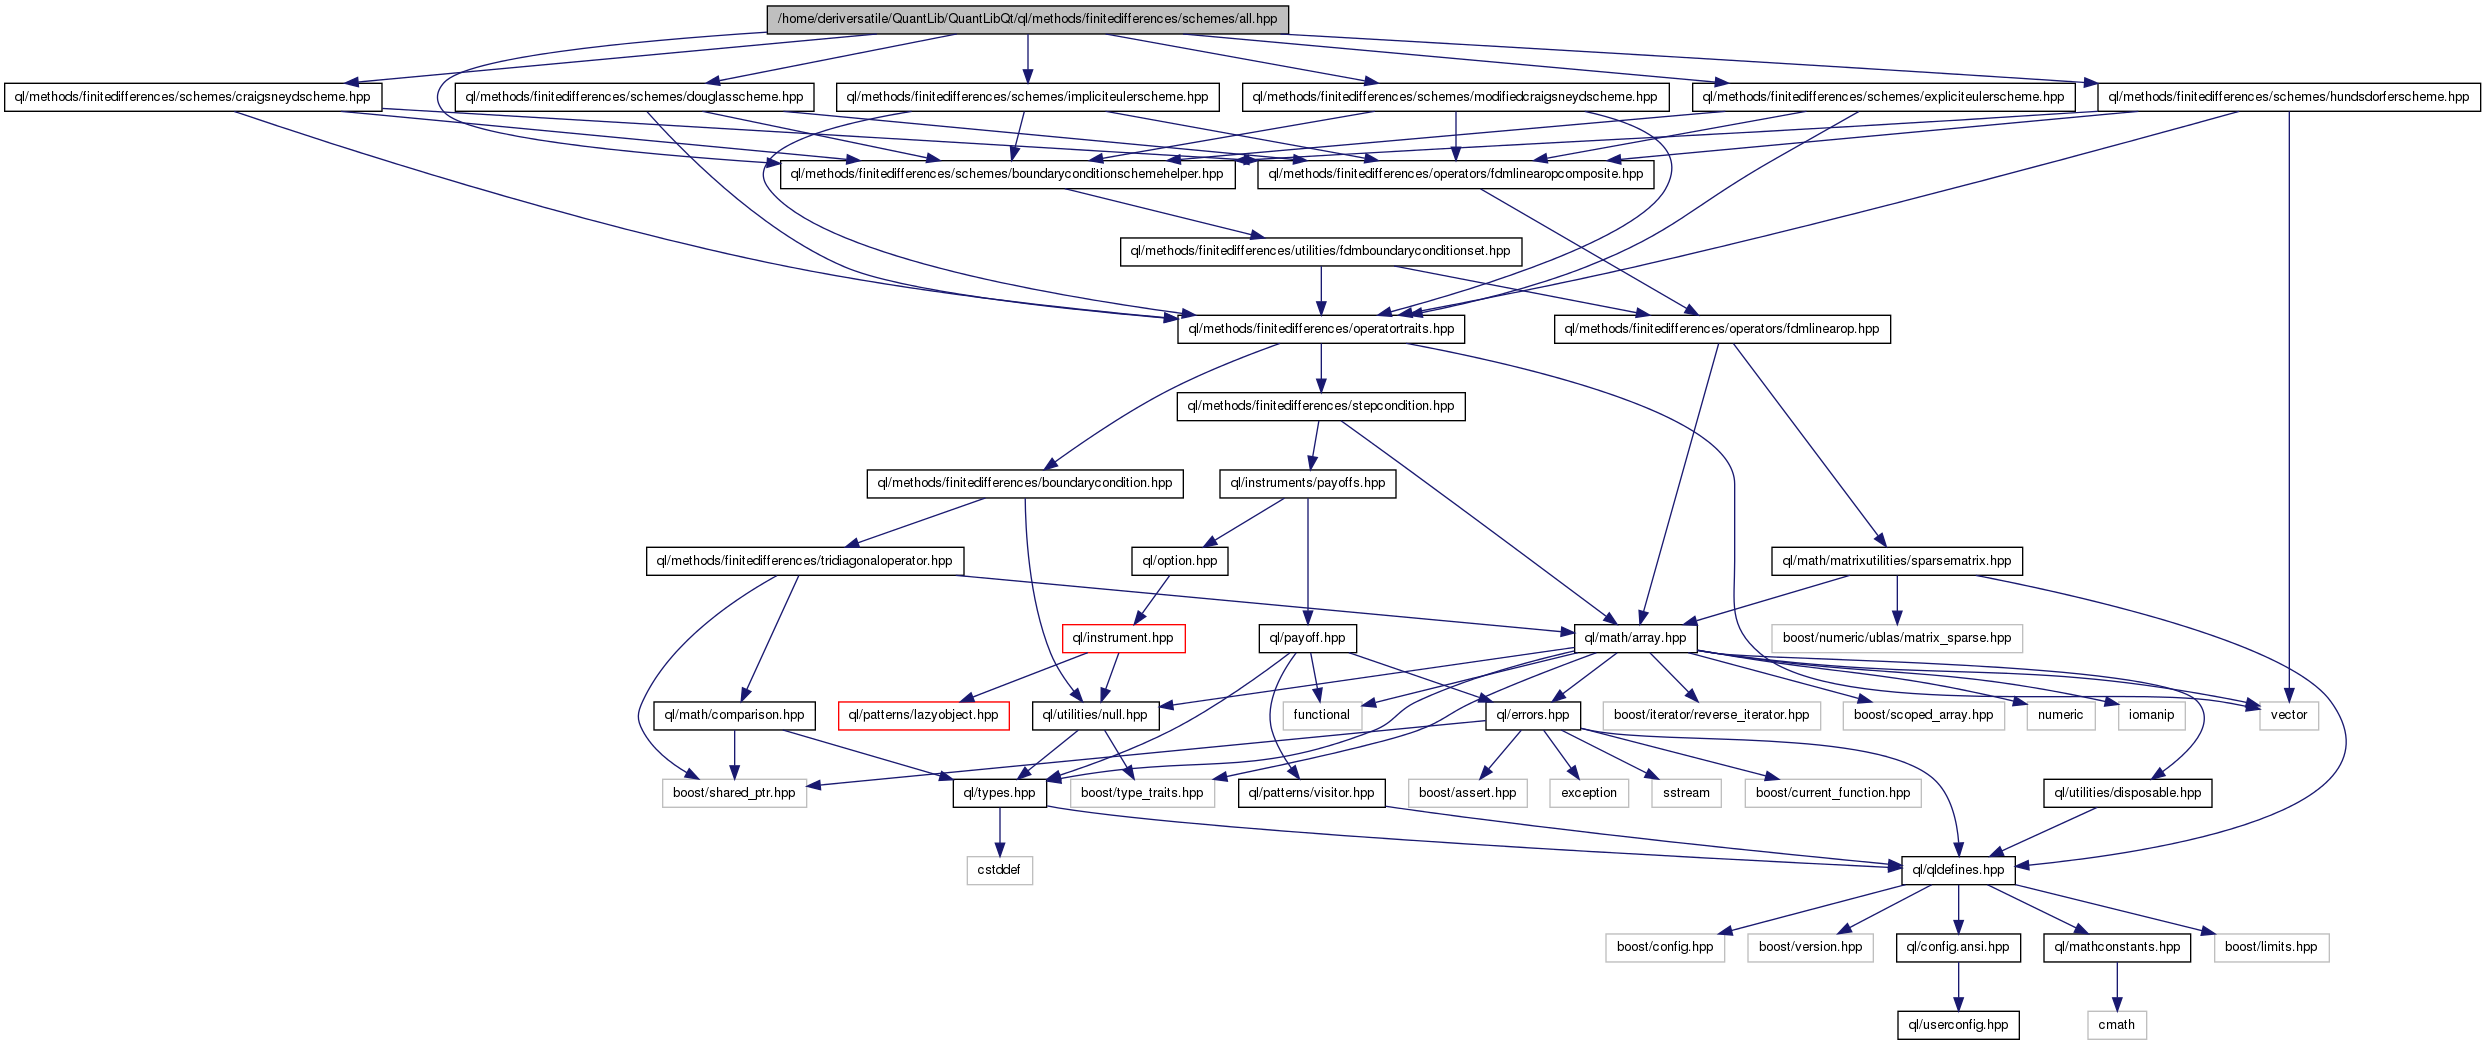 /home/deriversatile/QuantLib/QuantLibQt/ql/methods/finitedifferences/schemes/all.hpp
ql/methods/finitedifferences/schemes/craigsneydscheme.hpp
ql/methods/finitedifferences/schemes/douglasscheme.hpp
ql/methods/finitedifferences/schemes/impliciteulerscheme.hpp
ql/methods/finitedifferences/schemes/modifiedcraigsneydscheme.hpp
ql/methods/finitedifferences/schemes/expliciteulerscheme.hpp
ql/methods/finitedifferences/schemes/hundsdorferscheme.hpp
ql/methods/finitedifferences/schemes/boundaryconditionschemehelper.hpp
ql/methods/finitedifferences/operators/fdmlinearopcomposite.hpp
ql/methods/finitedifferences/utilities/fdmboundaryconditionset.hpp
ql/methods/finitedifferences/operatortraits.hpp
ql/methods/finitedifferences/operators/fdmlinearop.hpp
ql/methods/finitedifferences/stepcondition.hpp
ql/methods/finitedifferences/boundarycondition.hpp
ql/instruments/payoffs.hpp
ql/methods/finitedifferences/tridiagonaloperator.hpp
ql/option.hpp
ql/math/matrixutilities/sparsematrix.hpp
ql/instrument.hpp
ql/payoff.hpp
ql/math/array.hpp
boost/numeric/ublas/matrix_sparse.hpp
ql/math/comparison.hpp
ql/patterns/lazyobject.hpp
ql/utilities/null.hpp
functional
ql/errors.hpp
boost/iterator/reverse_iterator.hpp
boost/scoped_array.hpp
numeric
iomanip
vector
boost/shared_ptr.hpp
ql/types.hpp
boost/type_traits.hpp
ql/patterns/visitor.hpp
boost/assert.hpp
exception
sstream
boost/current_function.hpp
ql/utilities/disposable.hpp
cstddef
ql/qldefines.hpp
boost/config.hpp
boost/version.hpp
ql/config.ansi.hpp
ql/mathconstants.hpp
boost/limits.hpp
ql/userconfig.hpp
cmath